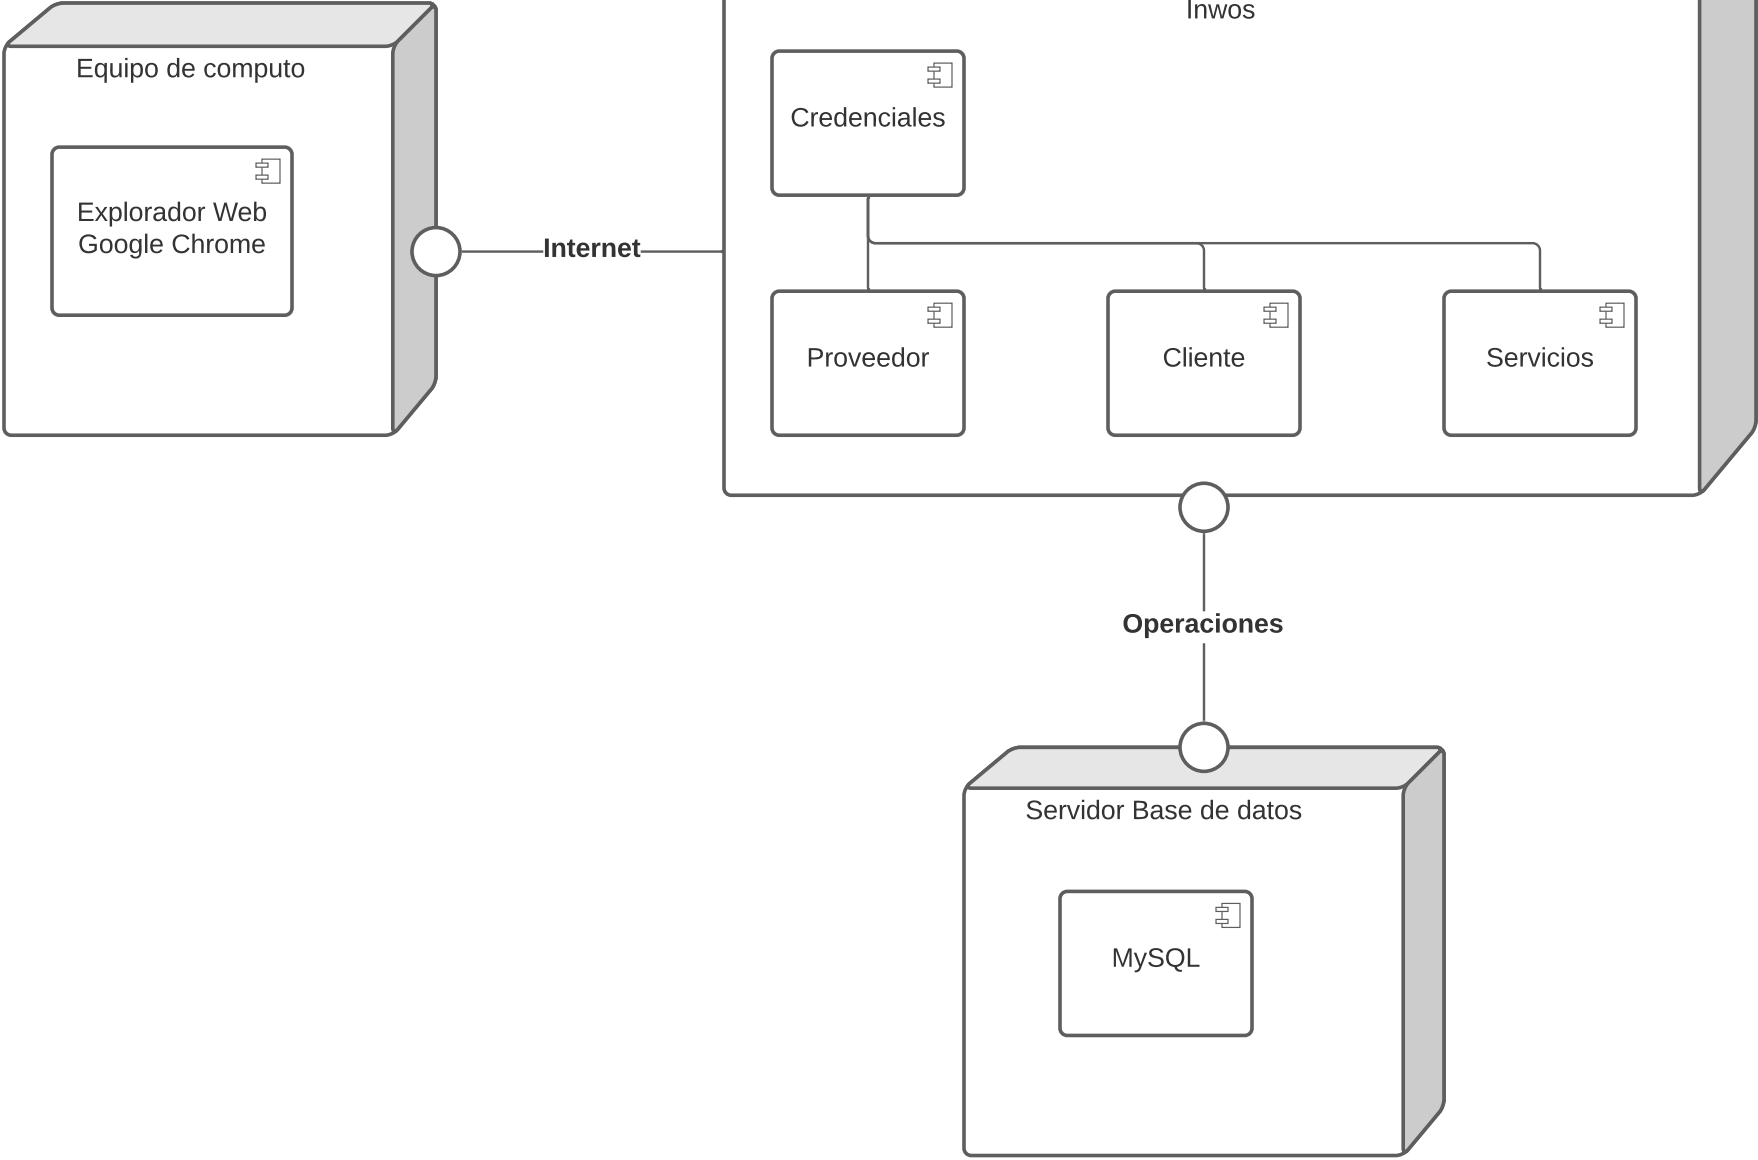 Inwos
Equipo de computo
Credenciales
Explorador Web
Google Chrome
Internet
Proveedor
Cliente
Servicios
Operaciones
Servidor Base de datos
MySQL